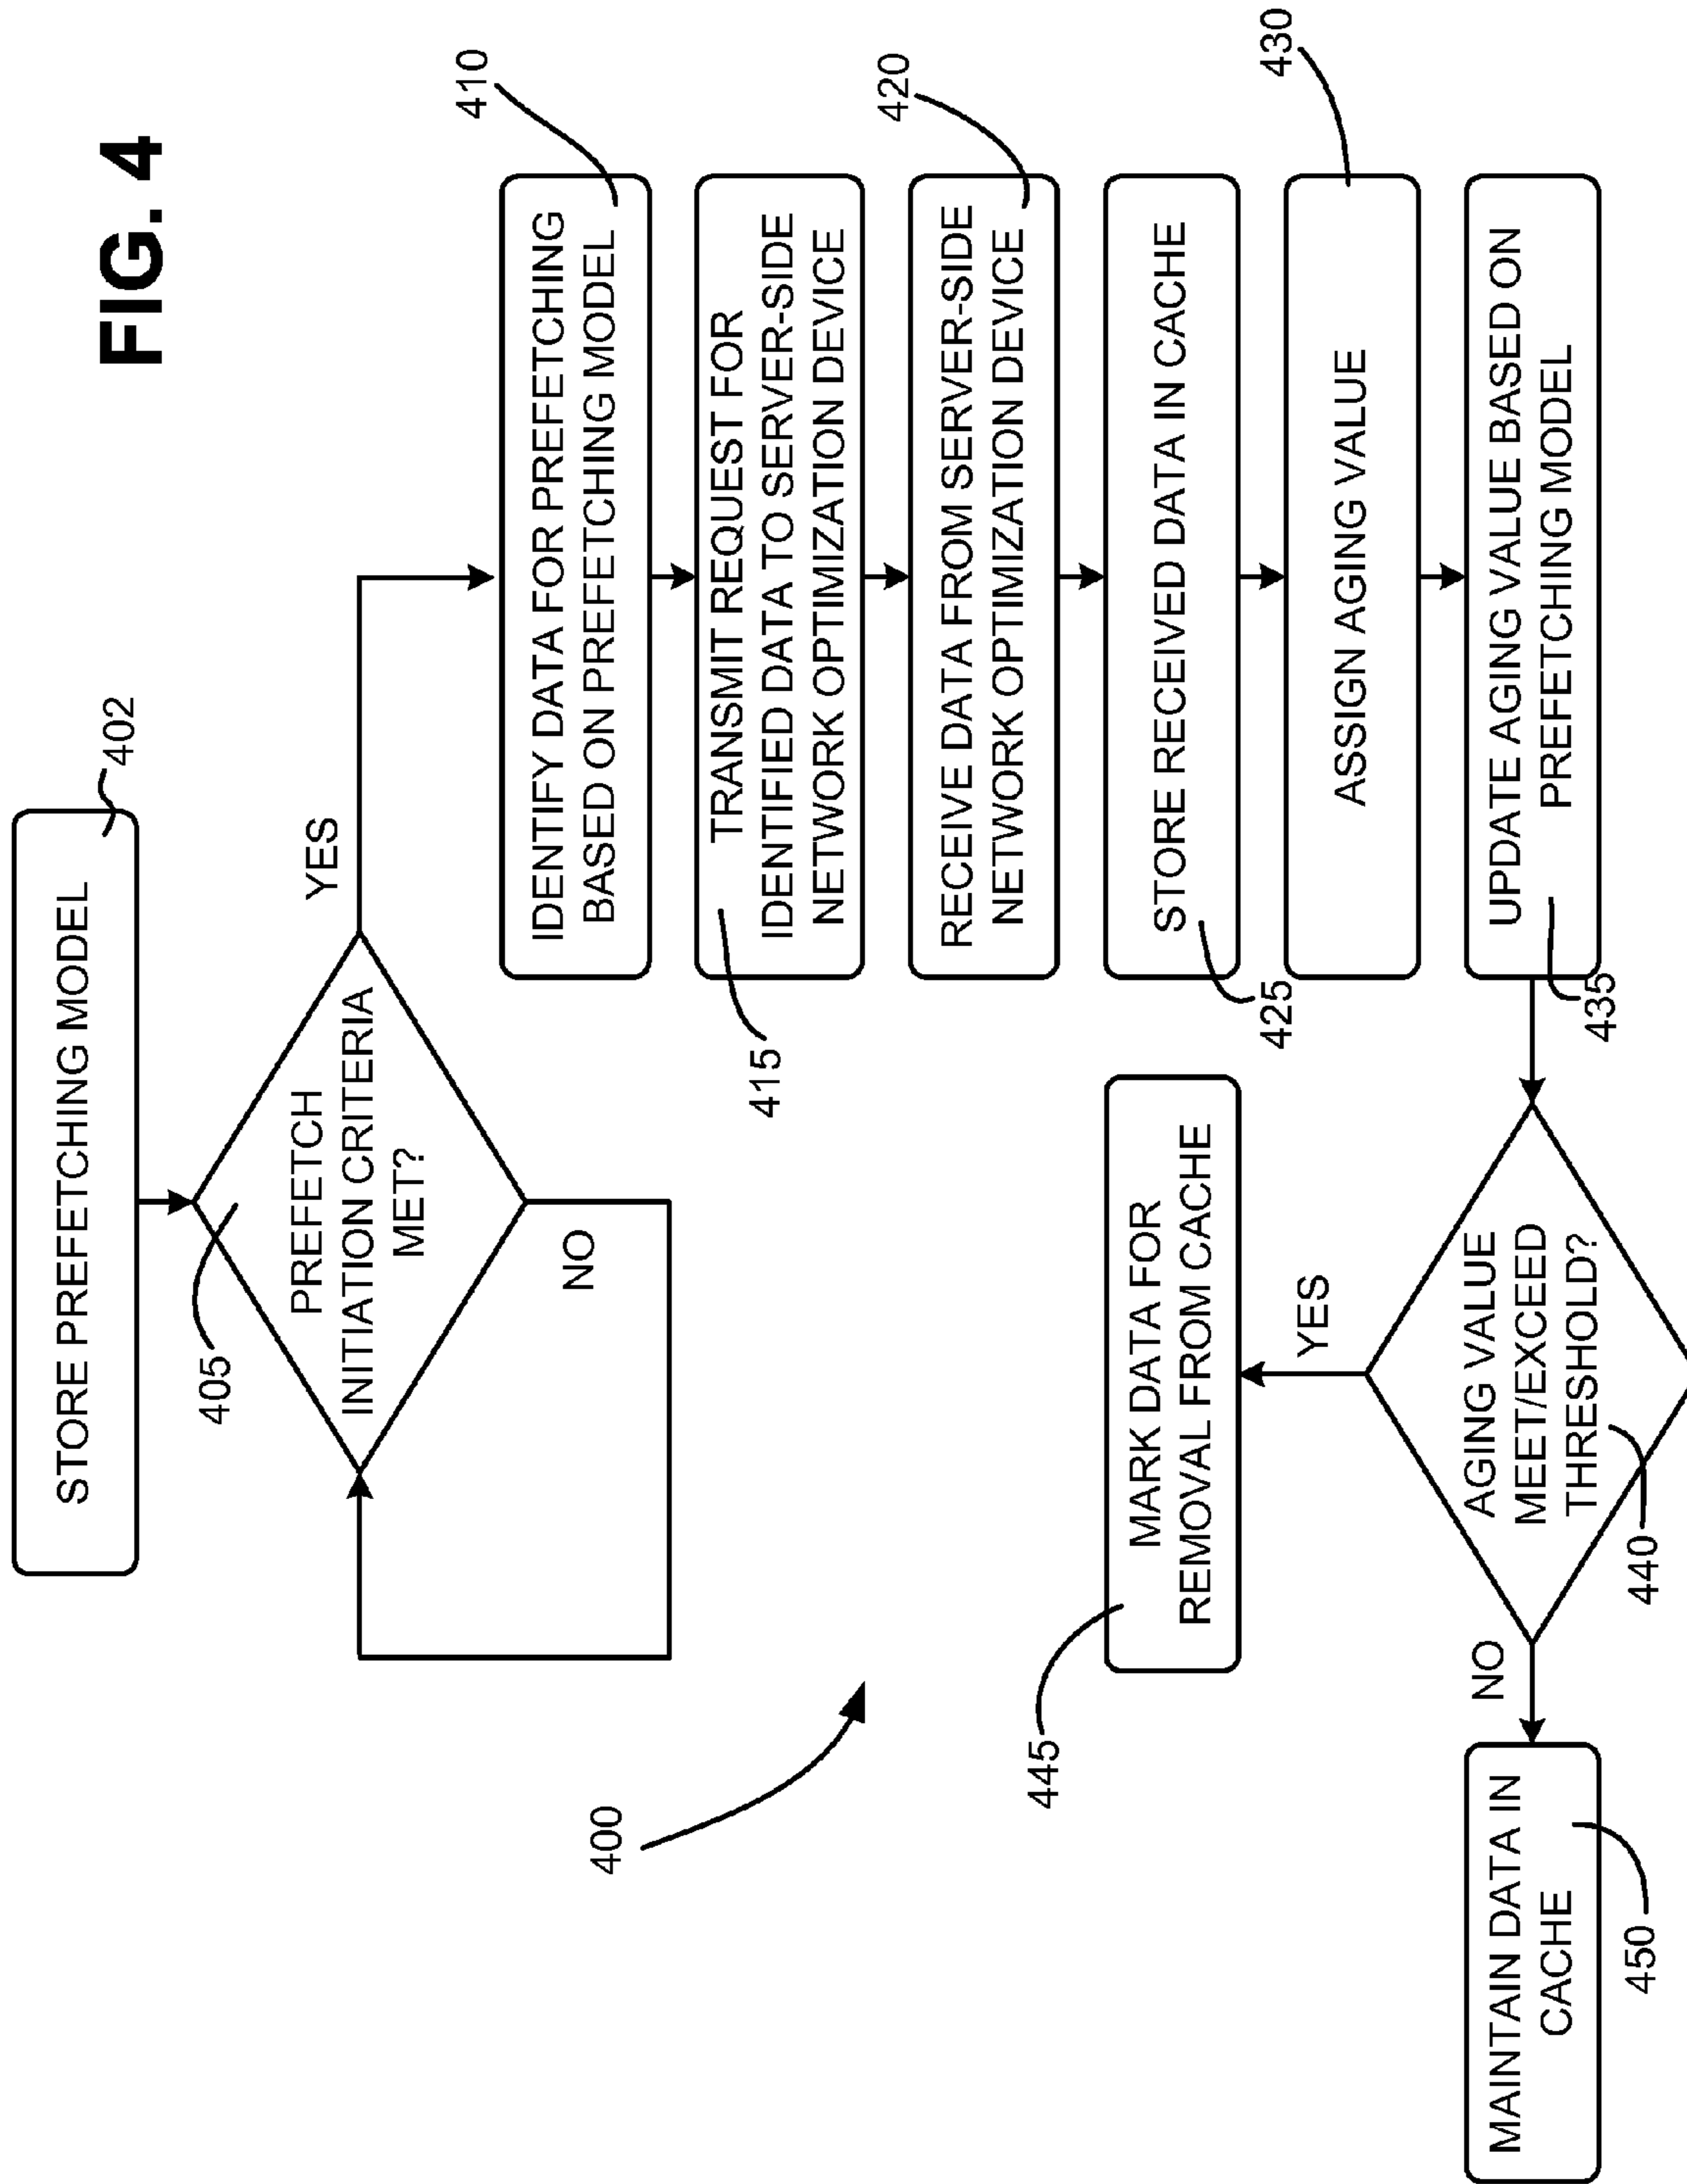 FIG. 4
STORE PREFETCHING MODEL
402
PREFETCH
INITIATION CRITERIA
MET?
405
YES
NO
IDENTIFY DATA FOR PREFETCHING
BASED ON PREFETCHING MODEL
410
TRANSMIT REQUEST FOR
IDENTIFIED DATA TO SERVER-SIDE
NETWORK OPTIMIZATION DEVICE
415
RECEIVE DATA FROM SERVER-SIDE
NETWORK OPTIMIZATION DEVICE
420
STORE RECEIVED DATA IN CACHE
425
ASSIGN AGING VALUE
430
UPDATE AGING VALUE BASED ON
PREFETCHING MODEL
435
AGING VALUE
MEET/EXCEED
THRESHOLD?
440
YES
MARK DATA FOR
REMOVAL FROM CACHE
445
NO
MAINTAIN DATA IN
CACHE
450
400